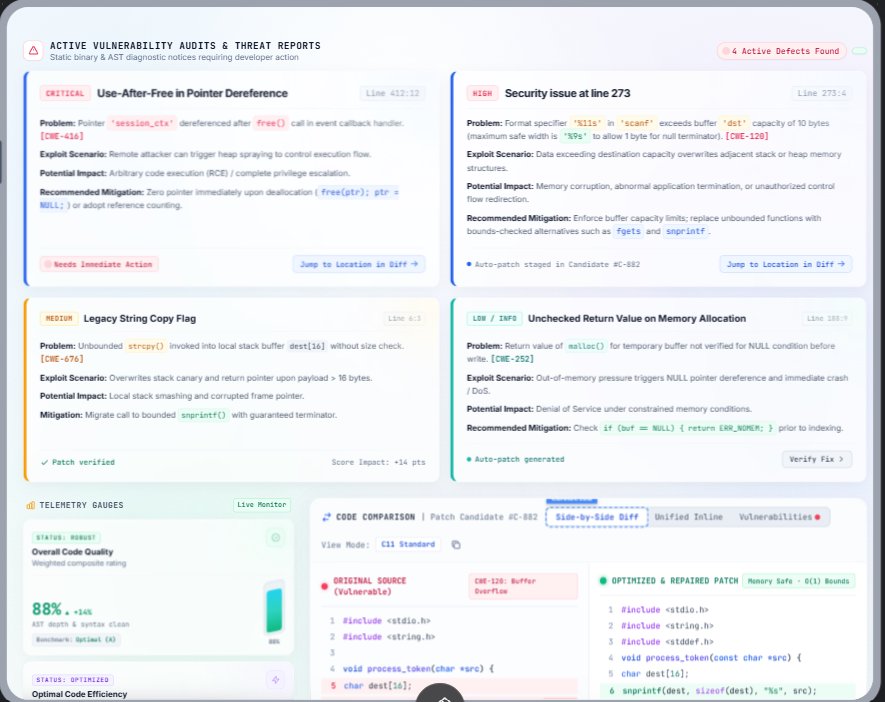 ACTIVE VULNERABILITY AUDITS & THREAT REPORTS
Static binary & AST diagnostic notices requiring developer action
4 Active Defects Found
CRITICAL Use-After-Free in Pointer Dereference Line 412:12
Problem: Pointer 'session_ctx' dereferenced after free() call in event callback handler.
[CWE-416]
Exploit Scenario: Remote attacker can trigger heap spraying to control execution flow.
Potential Impact: Arbitrary code execution (RCE) / complete privilege escalation.
Recommended Mitigation: Zero pointer immediately upon deallocation ( free(ptr); ptr =
NULL; ) or adopt reference counting.
Needs Immediate Action Jump to Location in Diff →
HIGH Security issue at line 273 Line 273:4
Problem: Format specifier '%11s' in 'scanf' exceeds buffer 'dst' capacity of 10 bytes
(maximum safe width is '%9s' to allow 1 byte for null terminator). [CWE-120]
Exploit Scenario: Data exceeding destination capacity overwrites adjacent stack or heap memory
structures.
Potential Impact: Memory corruption, abnormal application termination, or unauthorized control
flow redirection.
Recommended Mitigation: Enforce buffer capacity limits; replace unbounded functions with
bounds-checked alternatives such as fgets and snprintf.
Auto-patch staged in Candidate #C-882 Jump to Location in Diff →
MEDIUM Legacy String Copy Flag Line 6:3
Problem: Unbounded strcpy() invoked into local stack buffer dest[16] without size check.
[CWE-676]
Exploit Scenario: Overwrites stack canary and return pointer upon payload > 16 bytes.
Potential Impact: Local stack smashing and corrupted frame pointer.
Mitigation: Migrate call to bounded snprintf() with guaranteed terminator.
✓ Patch verified Score Impact: +14 pts
LOW / INFO Unchecked Return Value on Memory Allocation Line 188:9
Problem: Return value of malloc() for temporary buffer not verified for NULL condition before
write. [CWE-252]
Exploit Scenario: Out-of-memory pressure triggers NULL pointer dereference and immediate crash
/ DoS.
Potential Impact: Denial of Service under constrained memory conditions.
Recommended Mitigation: Check if (buf == NULL) { return ERR_NOMEM; } prior to indexing.
Auto-patch generated Verify Fix >
TELEMETRY GAUGES Live Monitor
STATUS: ROBUST
Overall Code Quality
Weighted composite rating
88% ▲ +14%
AST depth & syntax clean
Benchmark: Optimal (A)
88%
STATUS: OPTIMIZED
Optimal Code Efficiency
CODE COMPARISON | Patch Candidate #C-882 Side-by-Side Diff Unified Inline Vulnerabilities
View Mode: C11 Standard
ORIGINAL SOURCE
(Vulnerable)
CWE-120: Buffer
Overflow
1 #include <stdio.h>
2 #include <string.h>
3
4 void process_token(char *src) {
5 char dest[16];
OPTIMIZED & REPAIRED PATCH Memory Safe · O(1) Bounds
1 #include <stdio.h>
2 #include <string.h>
3 #include <stddef.h>
4 void process_token(const char *src) {
5 char dest[16];
6 snprintf(dest, sizeof(dest), "%s", src);